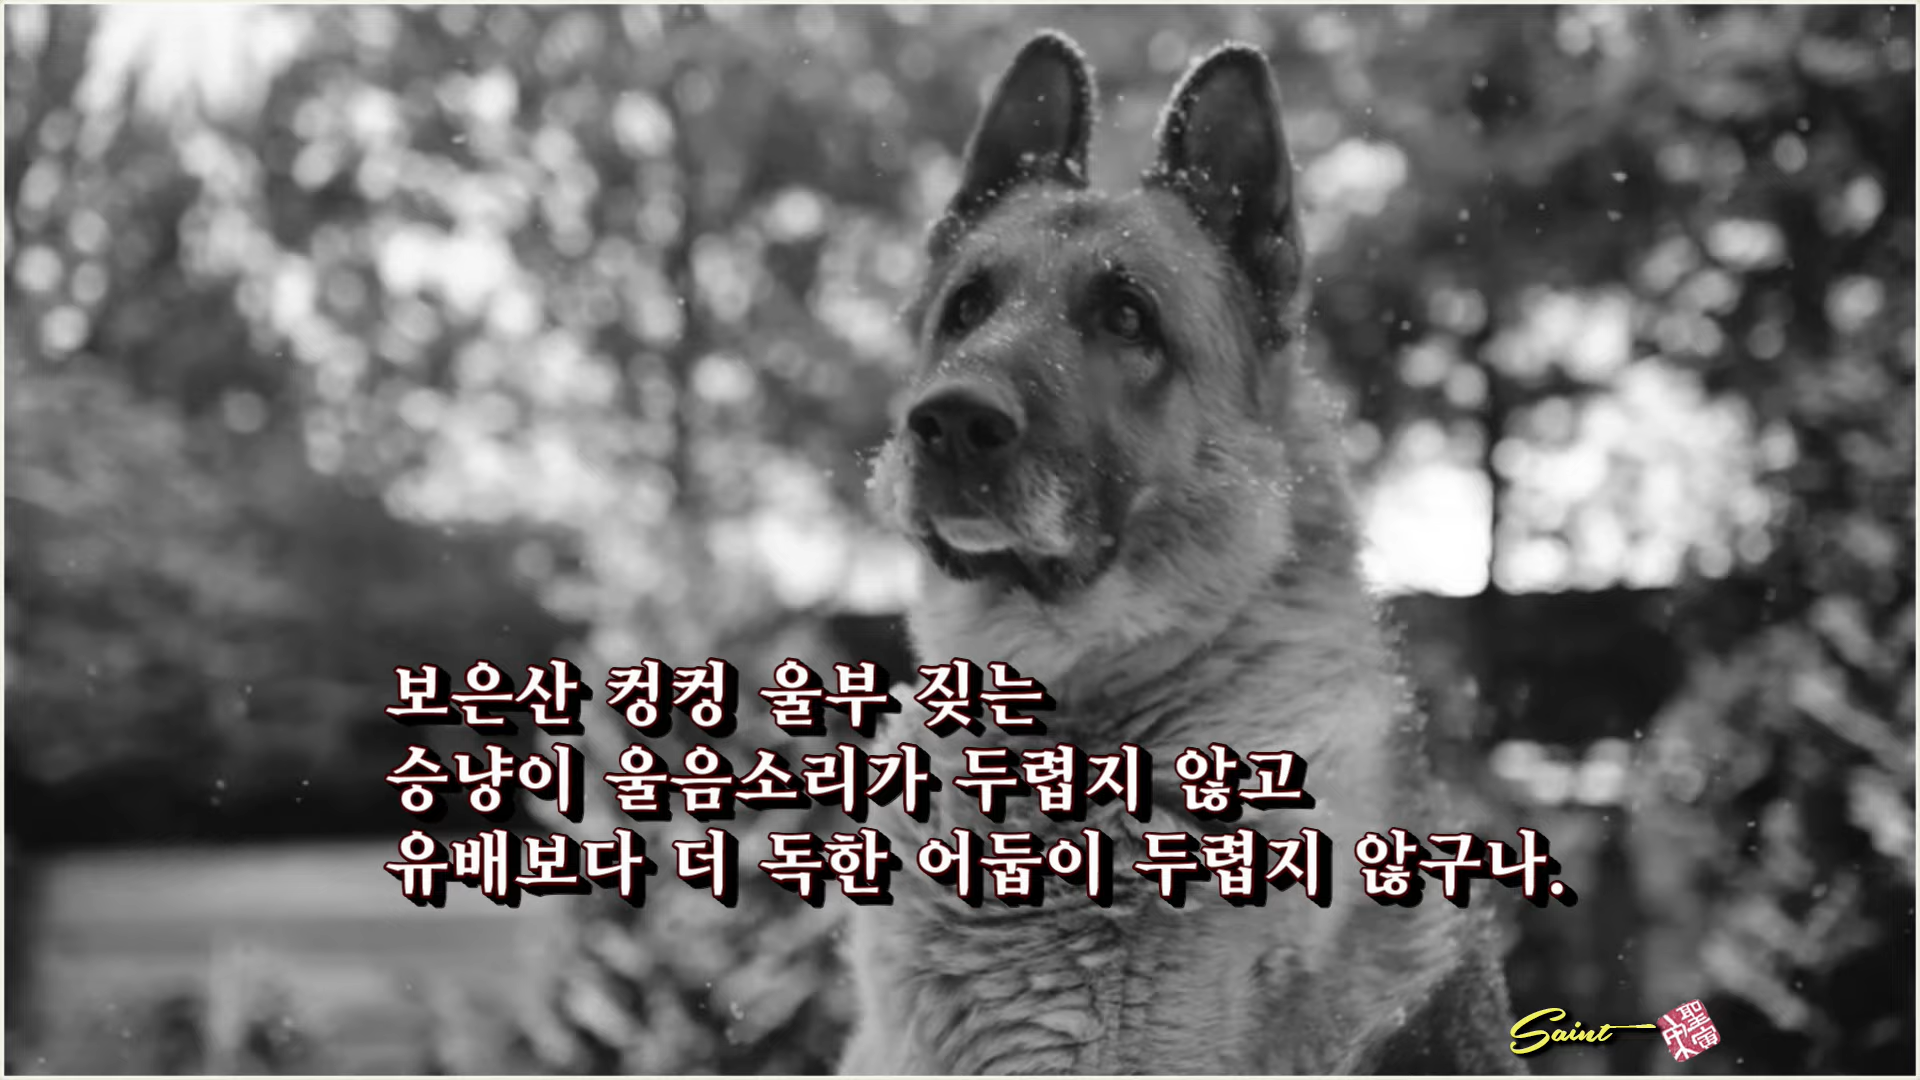 보은산 컹컹 울부 짖는
승냥이 울음소리가 두렵지 않고
유배보다 더 독한 어둡이 두렵지 않구나.
Saint